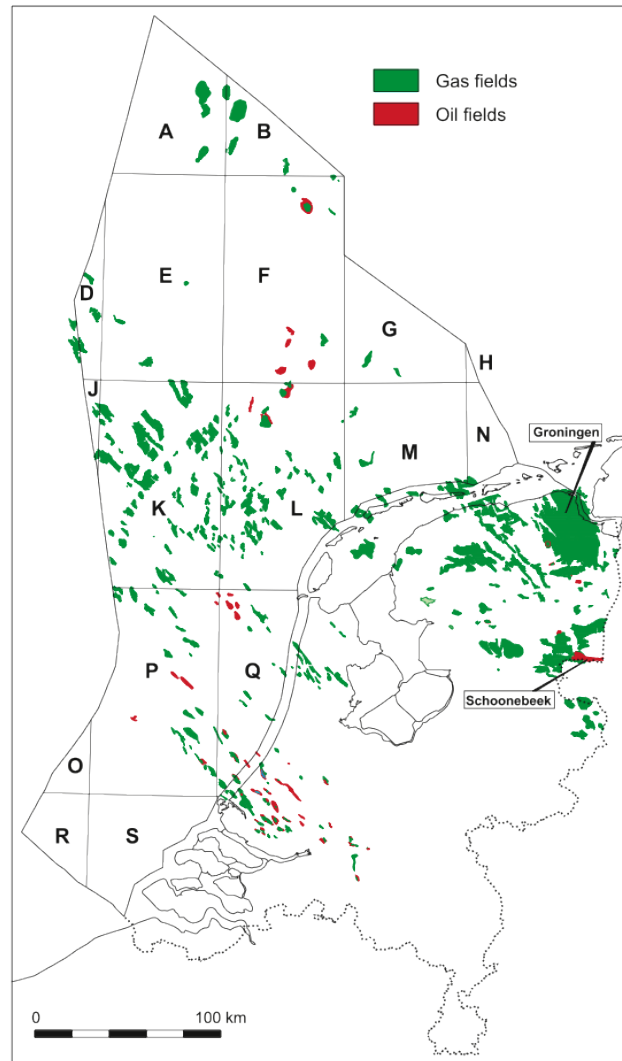 Gas fields
Oil fields
A
B
D
E
F
G
H
J
K
L
M
N
Groningen
P
Q
Schoonebeek
O
R
S
0
100 km